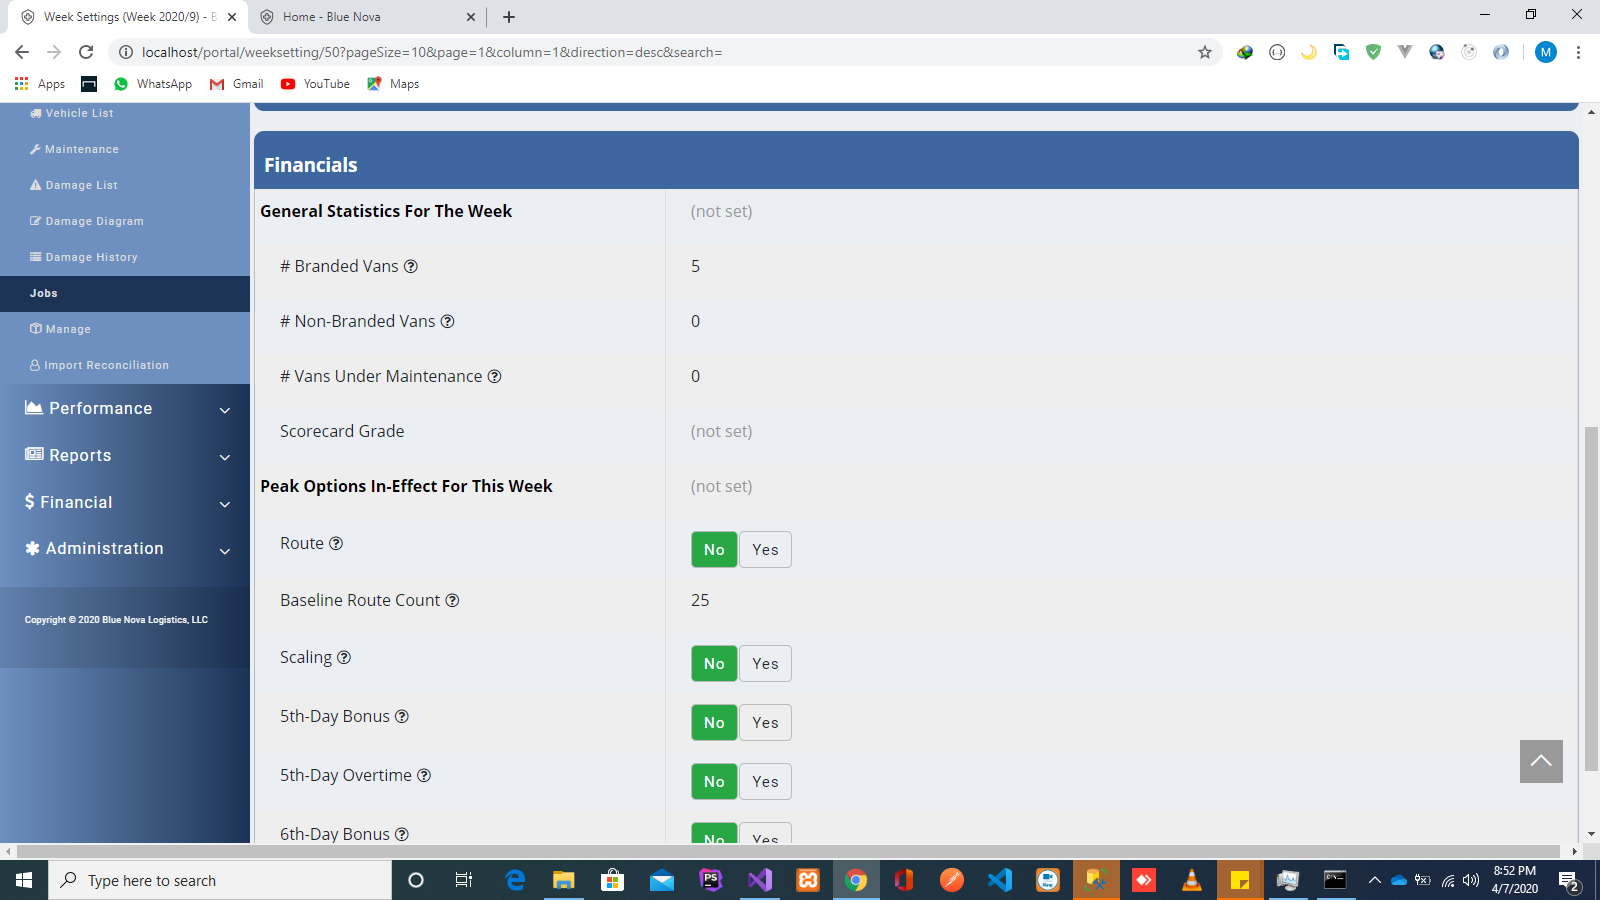 Week Settings (Week 2020/9) - B
Home - Blue Nova
localhost/portal/weeksetting/50?pageSize=10&page=1&column=1&direction=desc&search=
M
Apps
WhatsApp
Gmail
YouTube
Maps
Vehicle List
Maintenance
Damage List
Damage Diagram
Damage History
Jobs
Manage
Import Reconciliation
Performance
Reports
Financial
Administration
Copyright © 2020 Blue Nova Logistics, LLC
Financials
General Statistics For The Week (not set)
# Branded Vans 5
# Non-Branded Vans 0
# Vans Under Maintenance 0
Scorecard Grade (not set)
Peak Options In-Effect For This Week (not set)
Route No Yes
Baseline Route Count 25
Scaling No Yes
5th-Day Bonus No Yes
5th-Day Overtime No Yes
6th-Day Bonus No Yes
Type here to search
PS
8:52 PM
4/7/2020
2